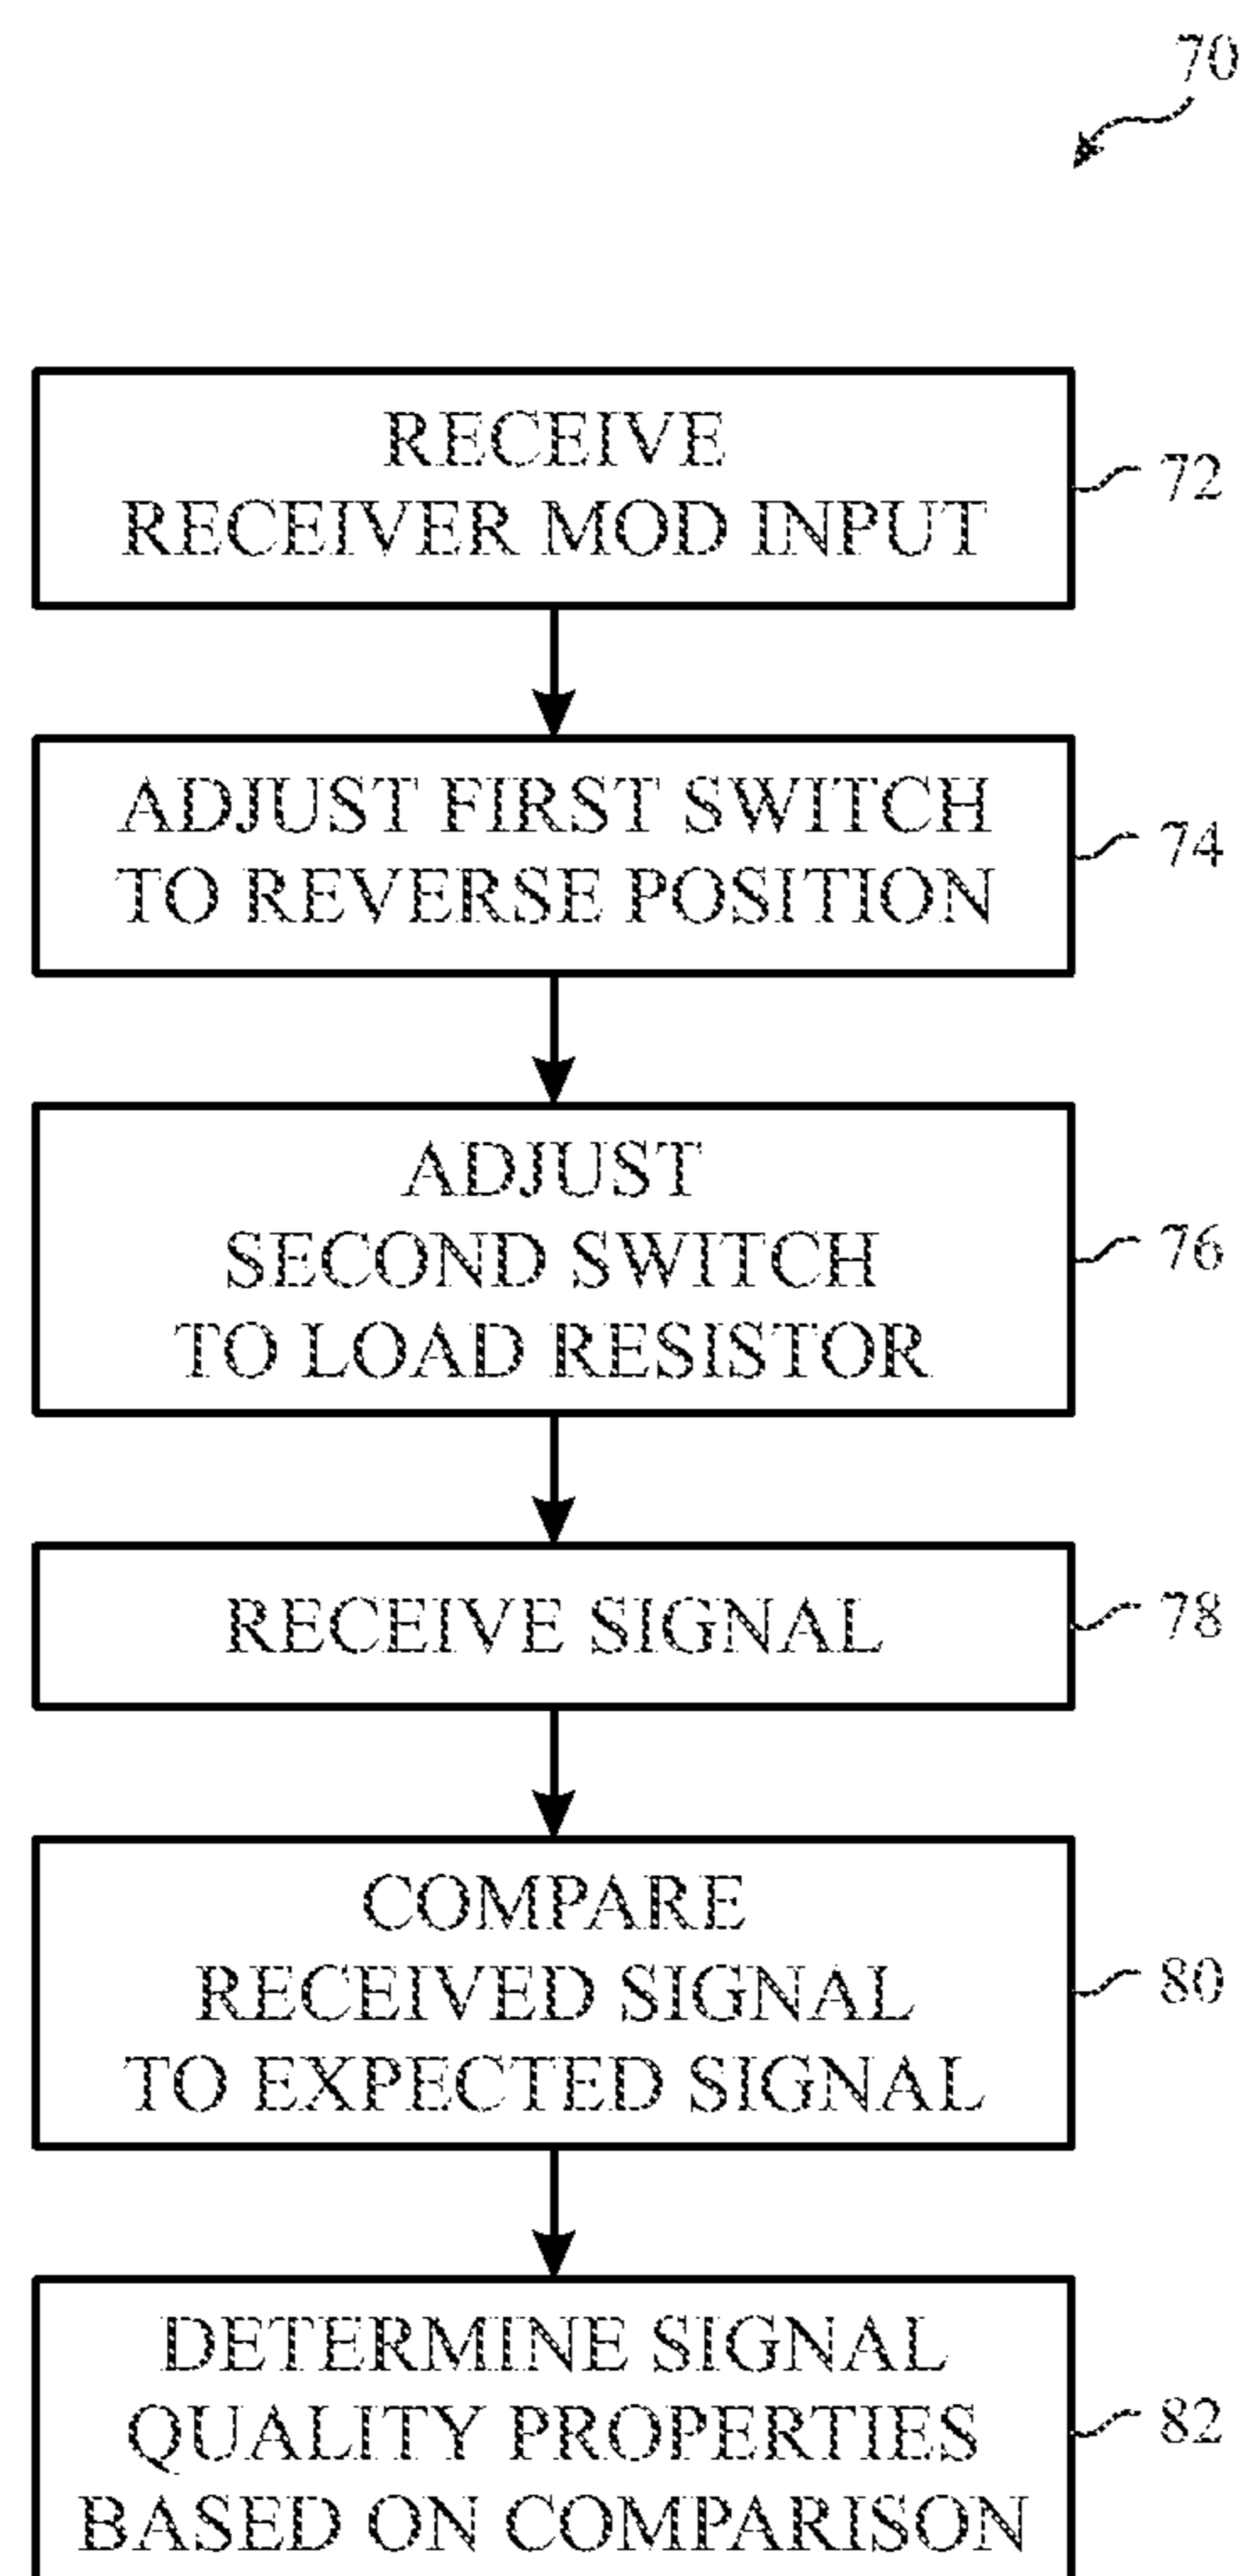 70
RECEIVE
RECEIVER MOD INPUT
72
ADJUST FIRST SWITCH
TO REVERSE POSITION
74
ADJUST
SECOND SWITCH
TO LOAD RESISTOR
76
RECEIVE SIGNAL
78
COMPARE
RECEIVED SIGNAL
TO EXPECTED SIGNAL
80
DETERMINE SIGNAL
QUALITY PROPERTIES
BASED ON COMPARISON
82